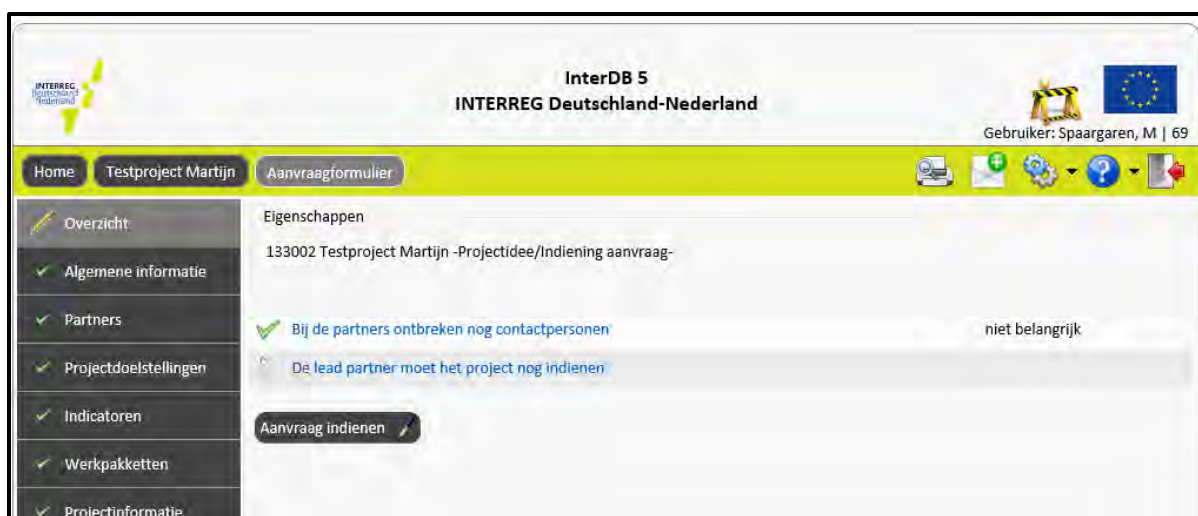 INTERREG
Deutschland
Nederland
InterDB 5
INTERREG Deutschland-Nederland
Gebruiker: Spaargaren, M | 69
Home
Testproject Martijn
Aanvraagformulier
Overzicht
Algemene informatie
Partners
Projectdoelstellingen
Indicatoren
Werkpakketten
Projectinformatie
Eigenschappen
133002 Testproject Martijn -Projectidee/Indiening aanvraag-
Bij de partners ontbreken nog contactpersonen niet belangrijk
De lead partner moet het project nog indienen
Aanvraag indienen